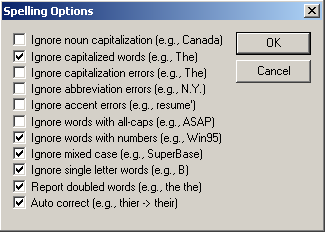 Spelling Options
Ignore noun capitalization (e.g., Canada)
OK
Ignore capitalized words (e.g., The)
Ignore capitalization errors (e.g., The)
Cancel
Ignore abbreviation errors (e.g., N.Y.)
Ignore accent errors (e.g., resume')
Ignore words with all-caps (e.g., ASAP)
Ignore words with numbers (e.g., Win95)
Ignore mixed case (e.g., SuperBase)
Ignore single letter words (e.g., B)
Report doubled words (e.g., the the)
Auto correct (e.g., thier -> their)